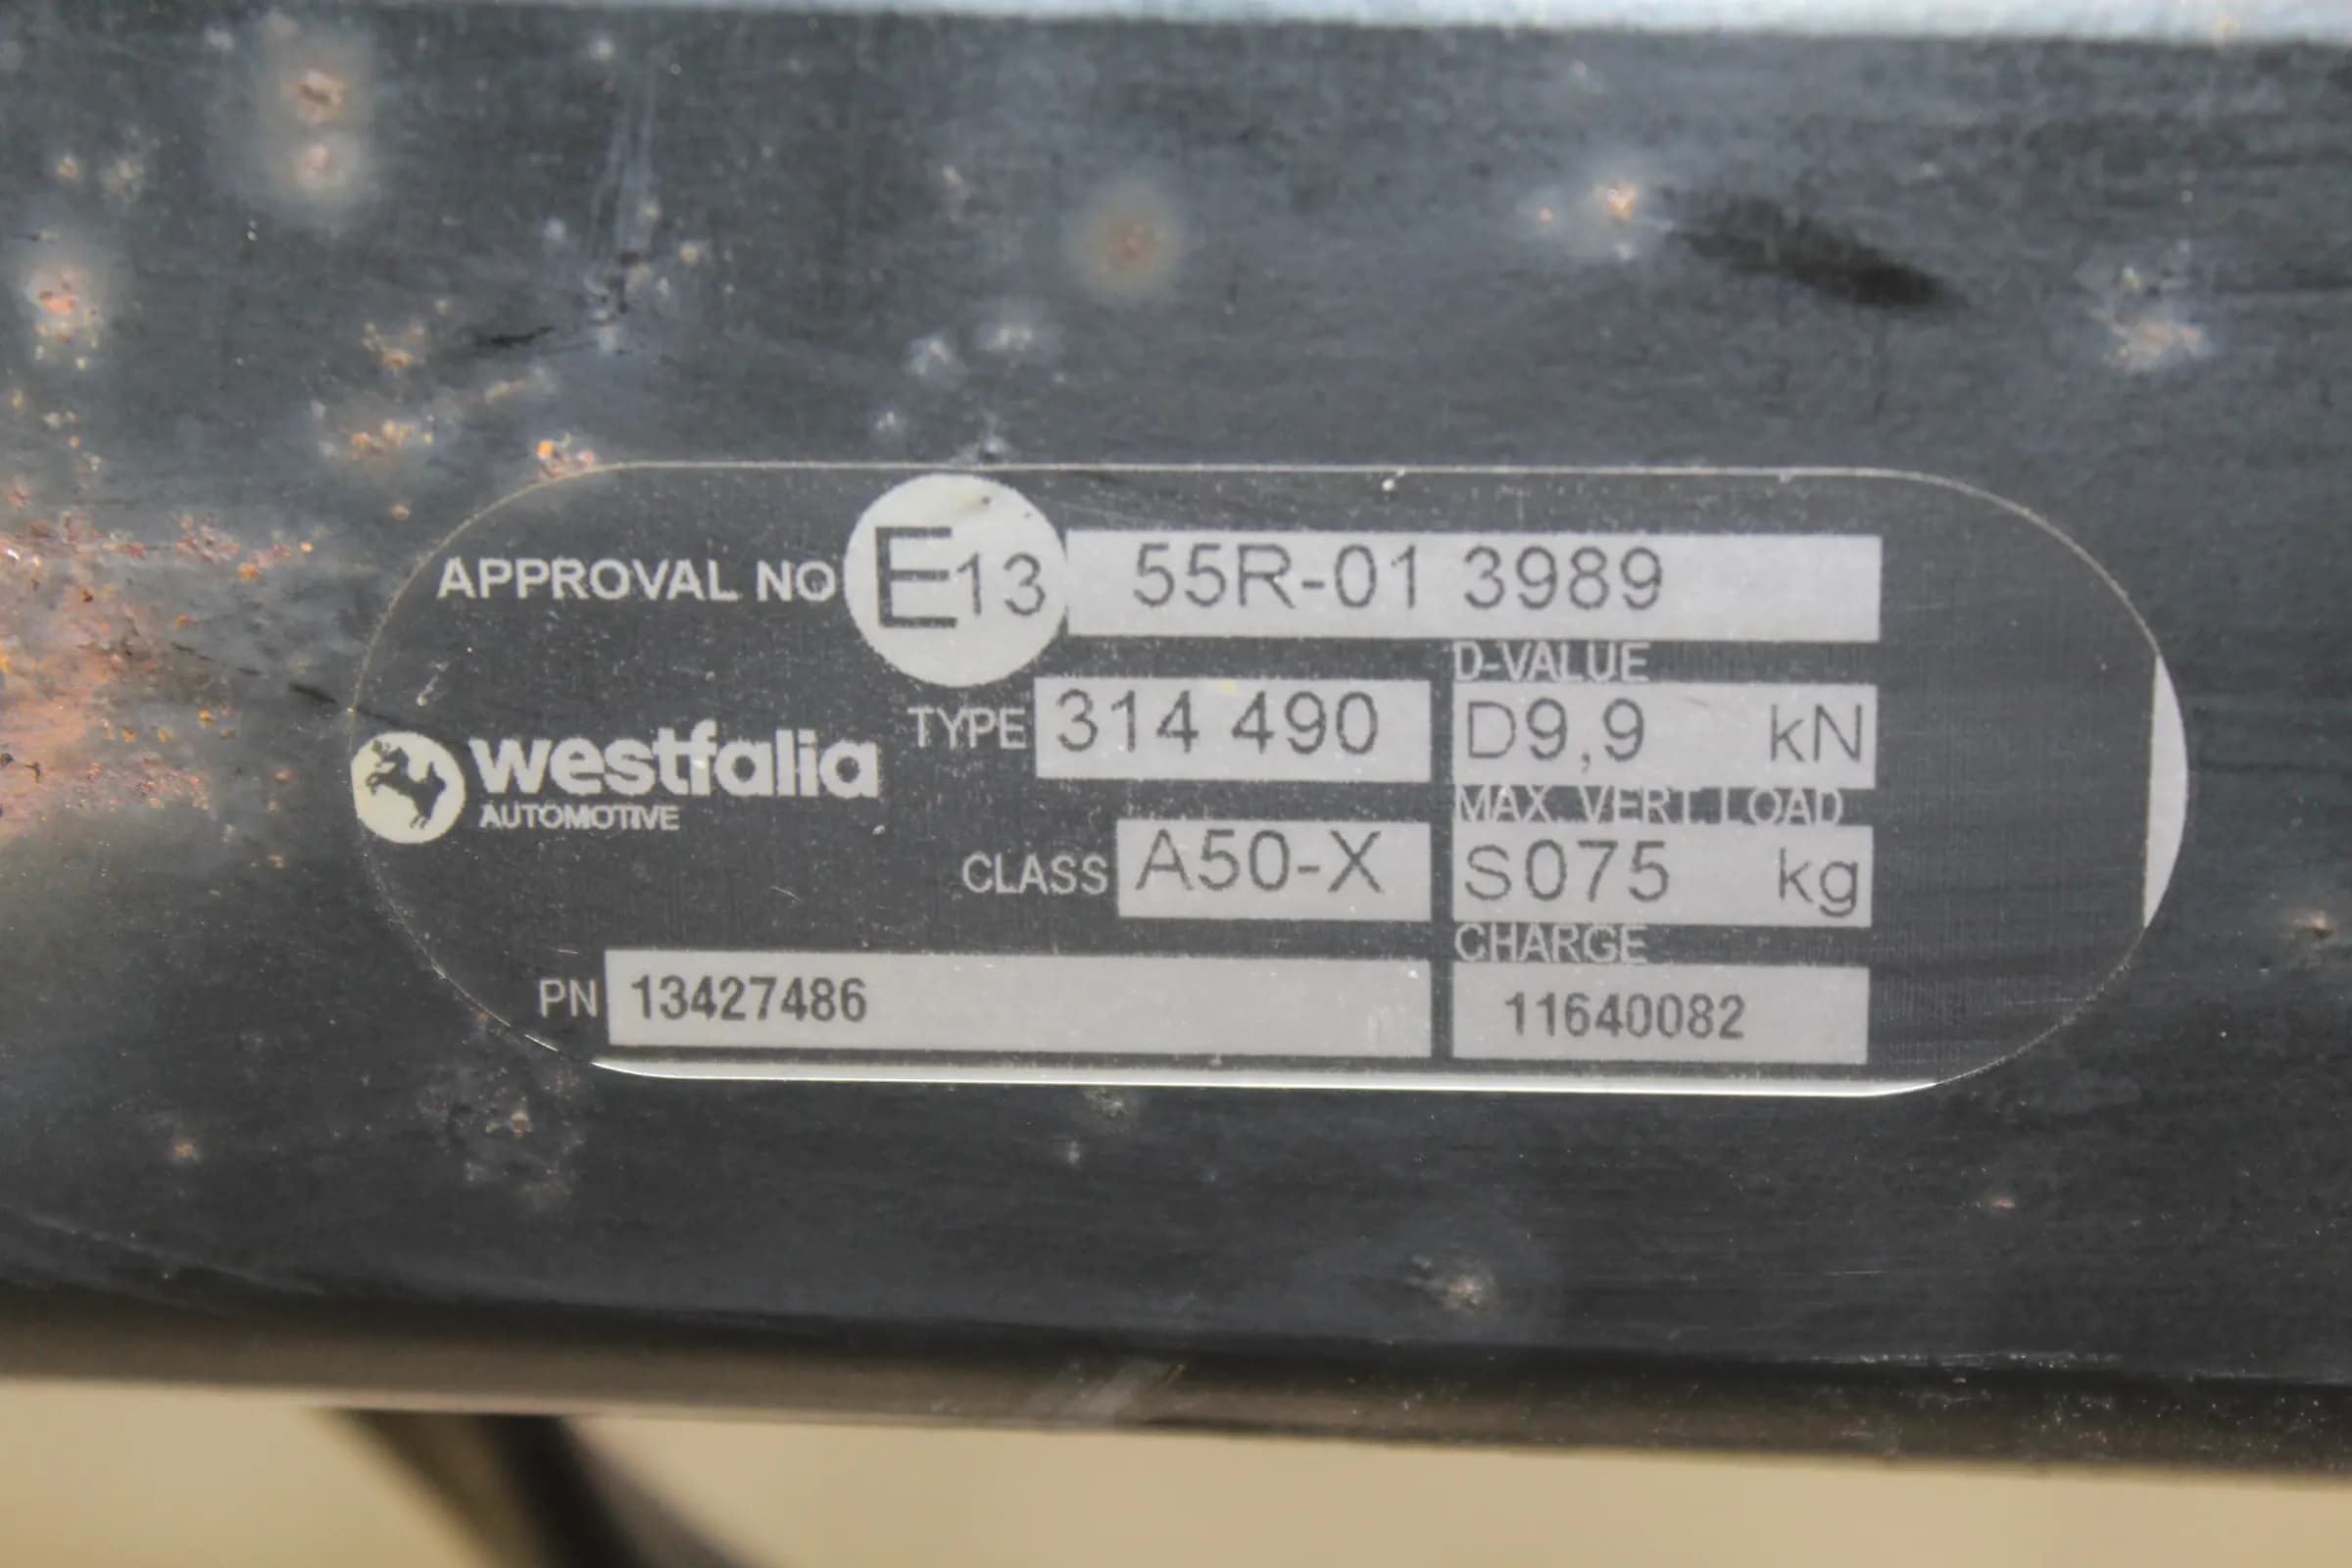 APPROVAL NO E13 55R-01 3989
D-VALUE
TYPE 314 490 D9,9 kN
westfalia
AUTOMOTIVE
MAX. VERT. LOAD
CLASS A50-X S075 kg
CHARGE
PN 13427486 11640082